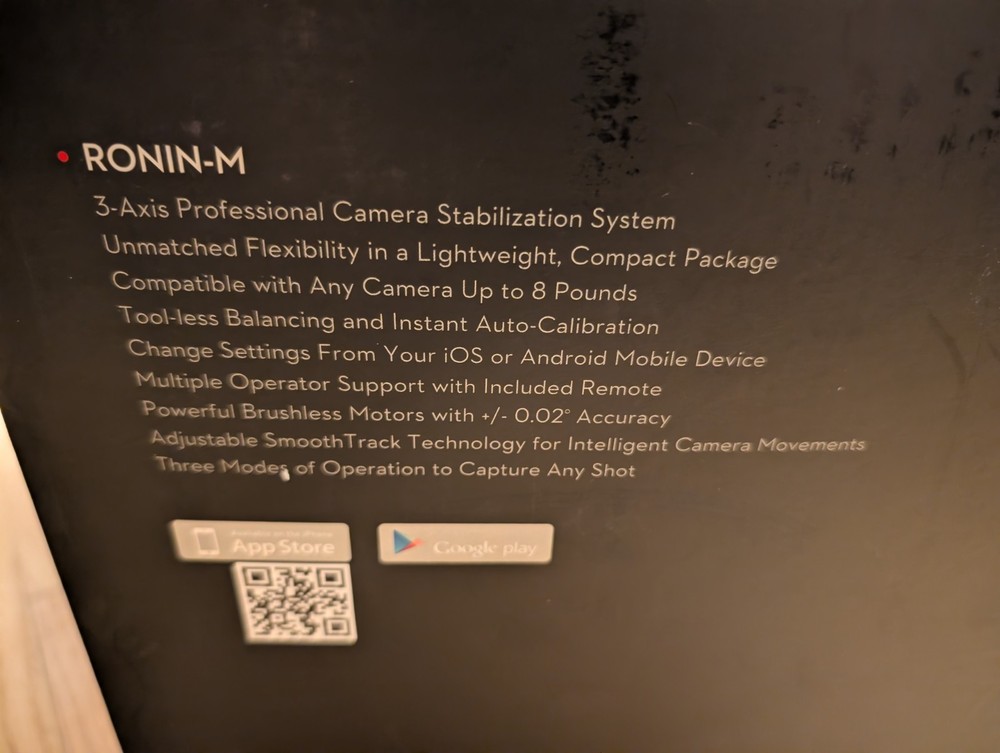 RONIN-M
3-Axis Professional Camera Stabilization System
Unmatched Flexibility in a Lightweight, Compact Package
Compatible with Any Camera Up to 8 Pounds
Tool-less Balancing and Instant Auto-Calibration
Change Settings From Your iOS or Android Mobile Device
Multiple Operator Support with Included Remote
Powerful Brushless Motors with +/- 0.02° Accuracy
Adjustable SmoothTrack Technology for Intelligent Camera Movements
Three Modes of Operation to Capture Any Shot
App Store
Google play